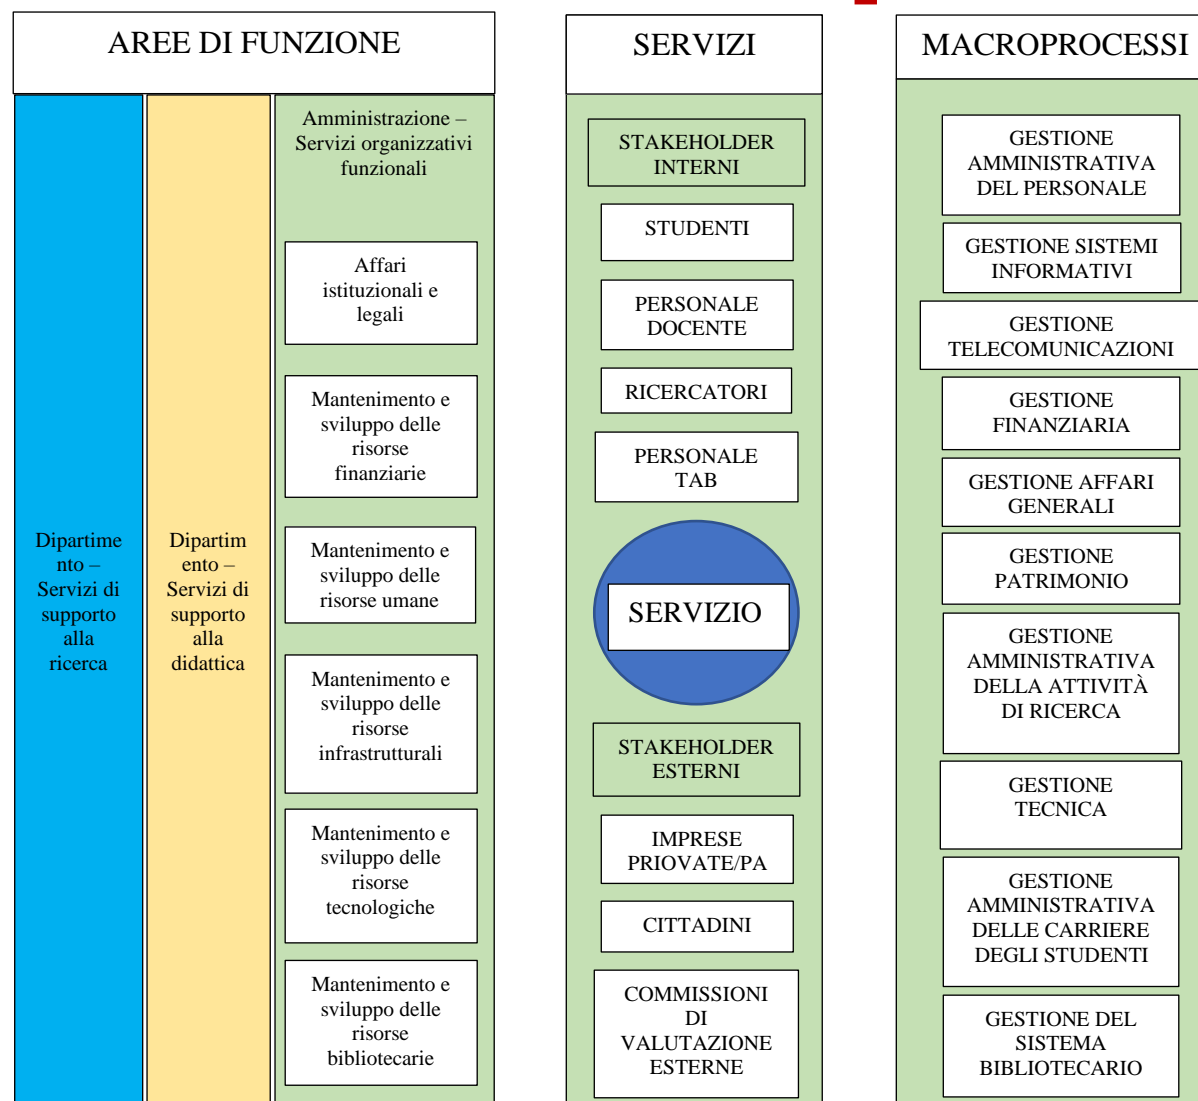 AREE DI FUNZIONE
Dipartime
nto –
Servizi di
supporto
alla
ricerca
Dipartim
ento –
Servizi di
supporto
alla
didattica
Amministrazione –
Servizi organizzativi
funzionali
Affari
istituzionali e
legali
Mantenimento e
sviluppo delle
risorse
finanziarie
Mantenimento e
sviluppo delle
risorse umane
Mantenimento e
sviluppo delle
risorse
infrastrutturali
Mantenimento e
sviluppo delle
risorse
tecnologiche
Mantenimento e
sviluppo delle
risorse
bibliotecarie
SERVIZI
STAKEHOLDER
INTERNI
STUDENTI
PERSONALE
DOCENTE
RICERCATORI
PERSONALE
TAB
SERVIZIO
STAKEHOLDER
ESTERNI
IMPRESE
PRIOVATE/PA
CITTADINI
COMMISSIONI
DI
VALUTAZIONE
ESTERNE
MACROPROCESSI
GESTIONE
AMMINISTRATIVA
DEL PERSONALE
GESTIONE SISTEMI
INFORMATIVI
GESTIONE
TELECOMUNICAZIONI
GESTIONE
FINANZIARIA
GESTIONE AFFARI
GENERALI
GESTIONE
PATRIMONIO
GESTIONE
AMMINISTRATIVA
DELLA ATTIVITÀ
DI RICERCA
GESTIONE
TECNICA
GESTIONE
AMMINISTRATIVA
DELLE CARRIERE
DEGLI STUDENTI
GESTIONE DEL
SISTEMA
BIBLIOTECARIO